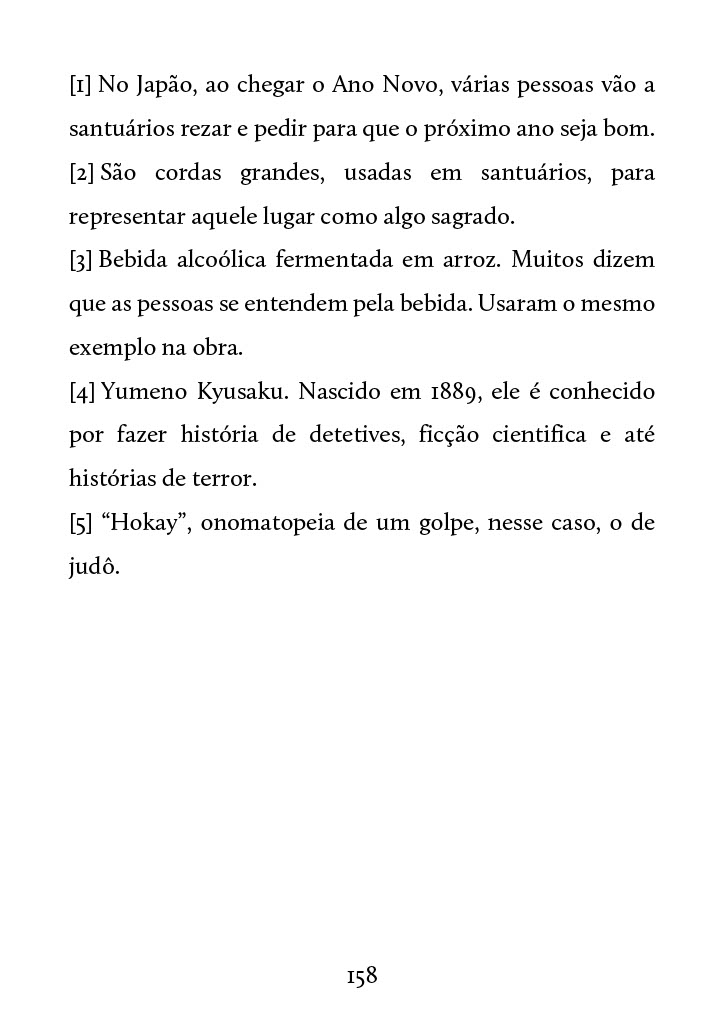 [1] No Japão, ao chegar o Ano Novo, várias pessoas vão a
santuários rezar e pedir para que o próximo ano seja bom.
[2] São cordas grandes, usadas em santuários, para
representar aquele lugar como algo sagrado.
[3] Bebida alcoólica fermentada em arroz. Muitos dizem
que as pessoas se entendem pela bebida. Usaram o mesmo
exemplo na obra.
[4] Yumeno Kyusaku. Nascido em 1889, ele é conhecido
por fazer história de detetives, ficção cientifica e até
histórias de terror.
[5] “Hokay”, onomatopeia de um golpe, nesse caso, o de
judô.
158